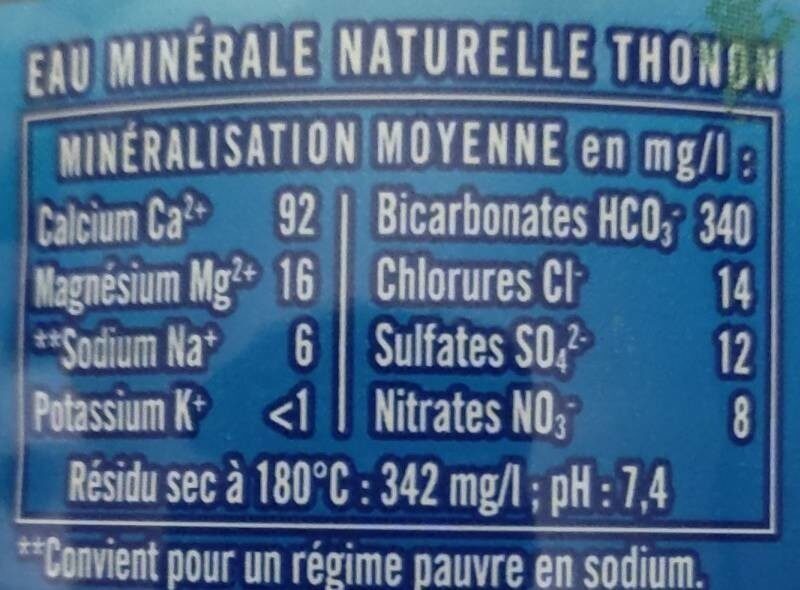 EAU MINÉRALE NATURELLE THONON
MINÉRALISATION MOYENNE en mg/l :
Calcium Ca²⁺ 92 Bicarbonates HCO₃⁻ 340
Magnésium Mg²⁺ 16 Chlorures Cl⁻ 14
**Sodium Na⁺ 6 Sulfates SO₄²⁻ 12
Potassium K⁺ <1 Nitrates NO₃⁻ 8
Résidu sec à 180°C : 342 mg/l ; pH : 7,4
**Convient pour un régime pauvre en sodium.